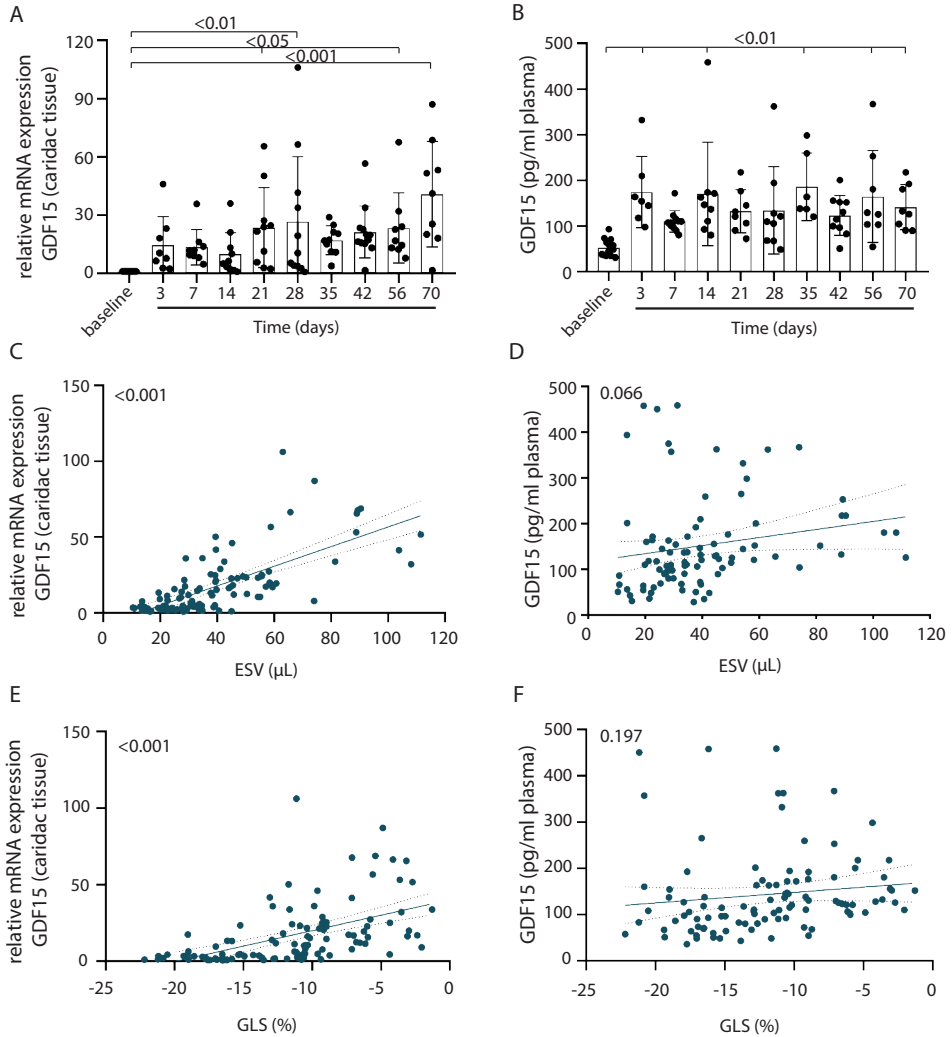 A
<0.01
<0.05
<0.001
120
90
60
30
0
relative mRNA expression
GDF15 (caridac tissue)
baseline
3 7 14 21 28 35 42 56 70
Time (days)
B
<0.01
500
400
300
200
100
0
GDF15 (pg/ml plasma)
baseline
3 7 14 21 28 35 42 56 70
Time (days)
C
<0.001
150
100
50
0
relative mRNA expression
GDF15 (caridac tissue)
0 20 40 60 80 100 120
ESV (µL)
D
0.066
500
400
300
200
100
0
GDF15 (pg/ml plasma)
0 20 40 60 80 100 120
ESV (µL)
E
<0.001
150
100
50
0
relative mRNA expression
GDF15 (caridac tissue)
-25 -20 -15 -10 -5 0
GLS (%)
F
0.197
500
400
300
200
100
0
GDF15 (pg/ml plasma)
-25 -20 -15 -10 -5 0
GLS (%)